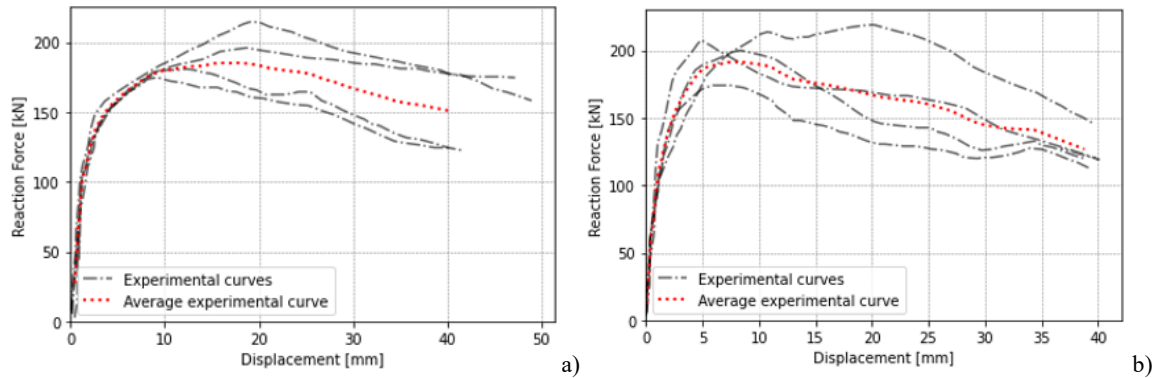 Reaction Force [kN]
200
150
100
50
0
Experimental curves
Average experimental curve
0 10 20 30 40 50
Displacement [mm]
a)
Reaction Force [kN]
200
150
100
50
0
Experimental curves
Average experimental curve
0 5 10 15 20 25 30 35 40
Displacement [mm]
b)